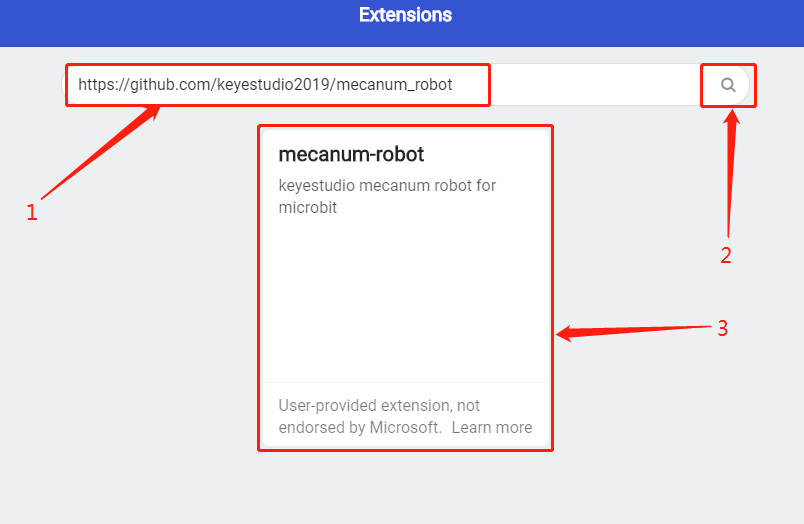 Extensions
https://github.com/keyestudio2019/mecanum_robot
mecanum-robot
keyestudio mecanum robot for
microbit
1
2
3
User-provided extension, not
endorsed by Microsoft. Learn more